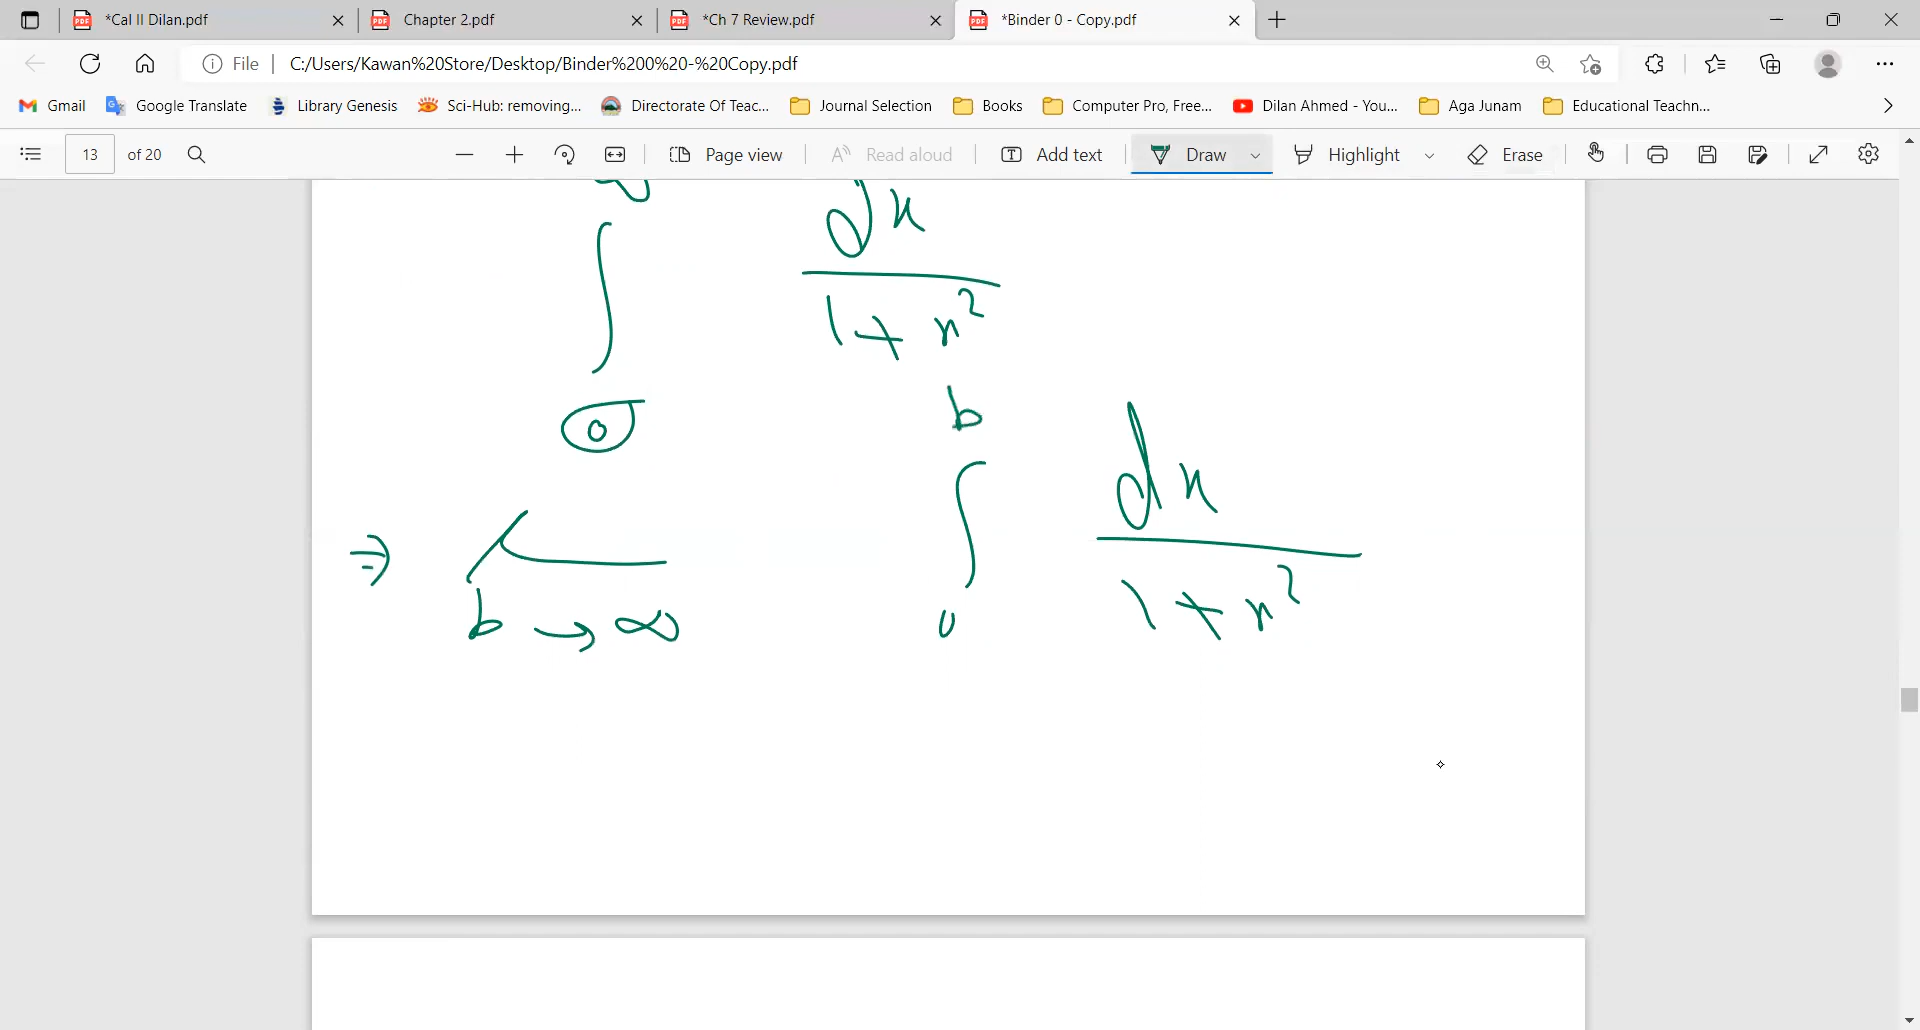 *Cal II Dilan.pdf
Chapter 2.pdf
*Ch 7 Review.pdf
*Binder 0 - Copy.pdf
File C:/Users/Kawan%20Store/Desktop/Binder%200%20-%20Copy.pdf
Gmail Google Translate Library Genesis Sci-Hub: removing... Directorate Of Teac... Journal Selection Books Computer Pro, Free... Dilan Ahmed - You... Aga Junam Educational Teachn...
13 of 20 Page view Read aloud Add text Draw Highlight Erase
∫ dx
1 + x²
0
⇒ b → ∞
b
∫ dx
0 1 + x²